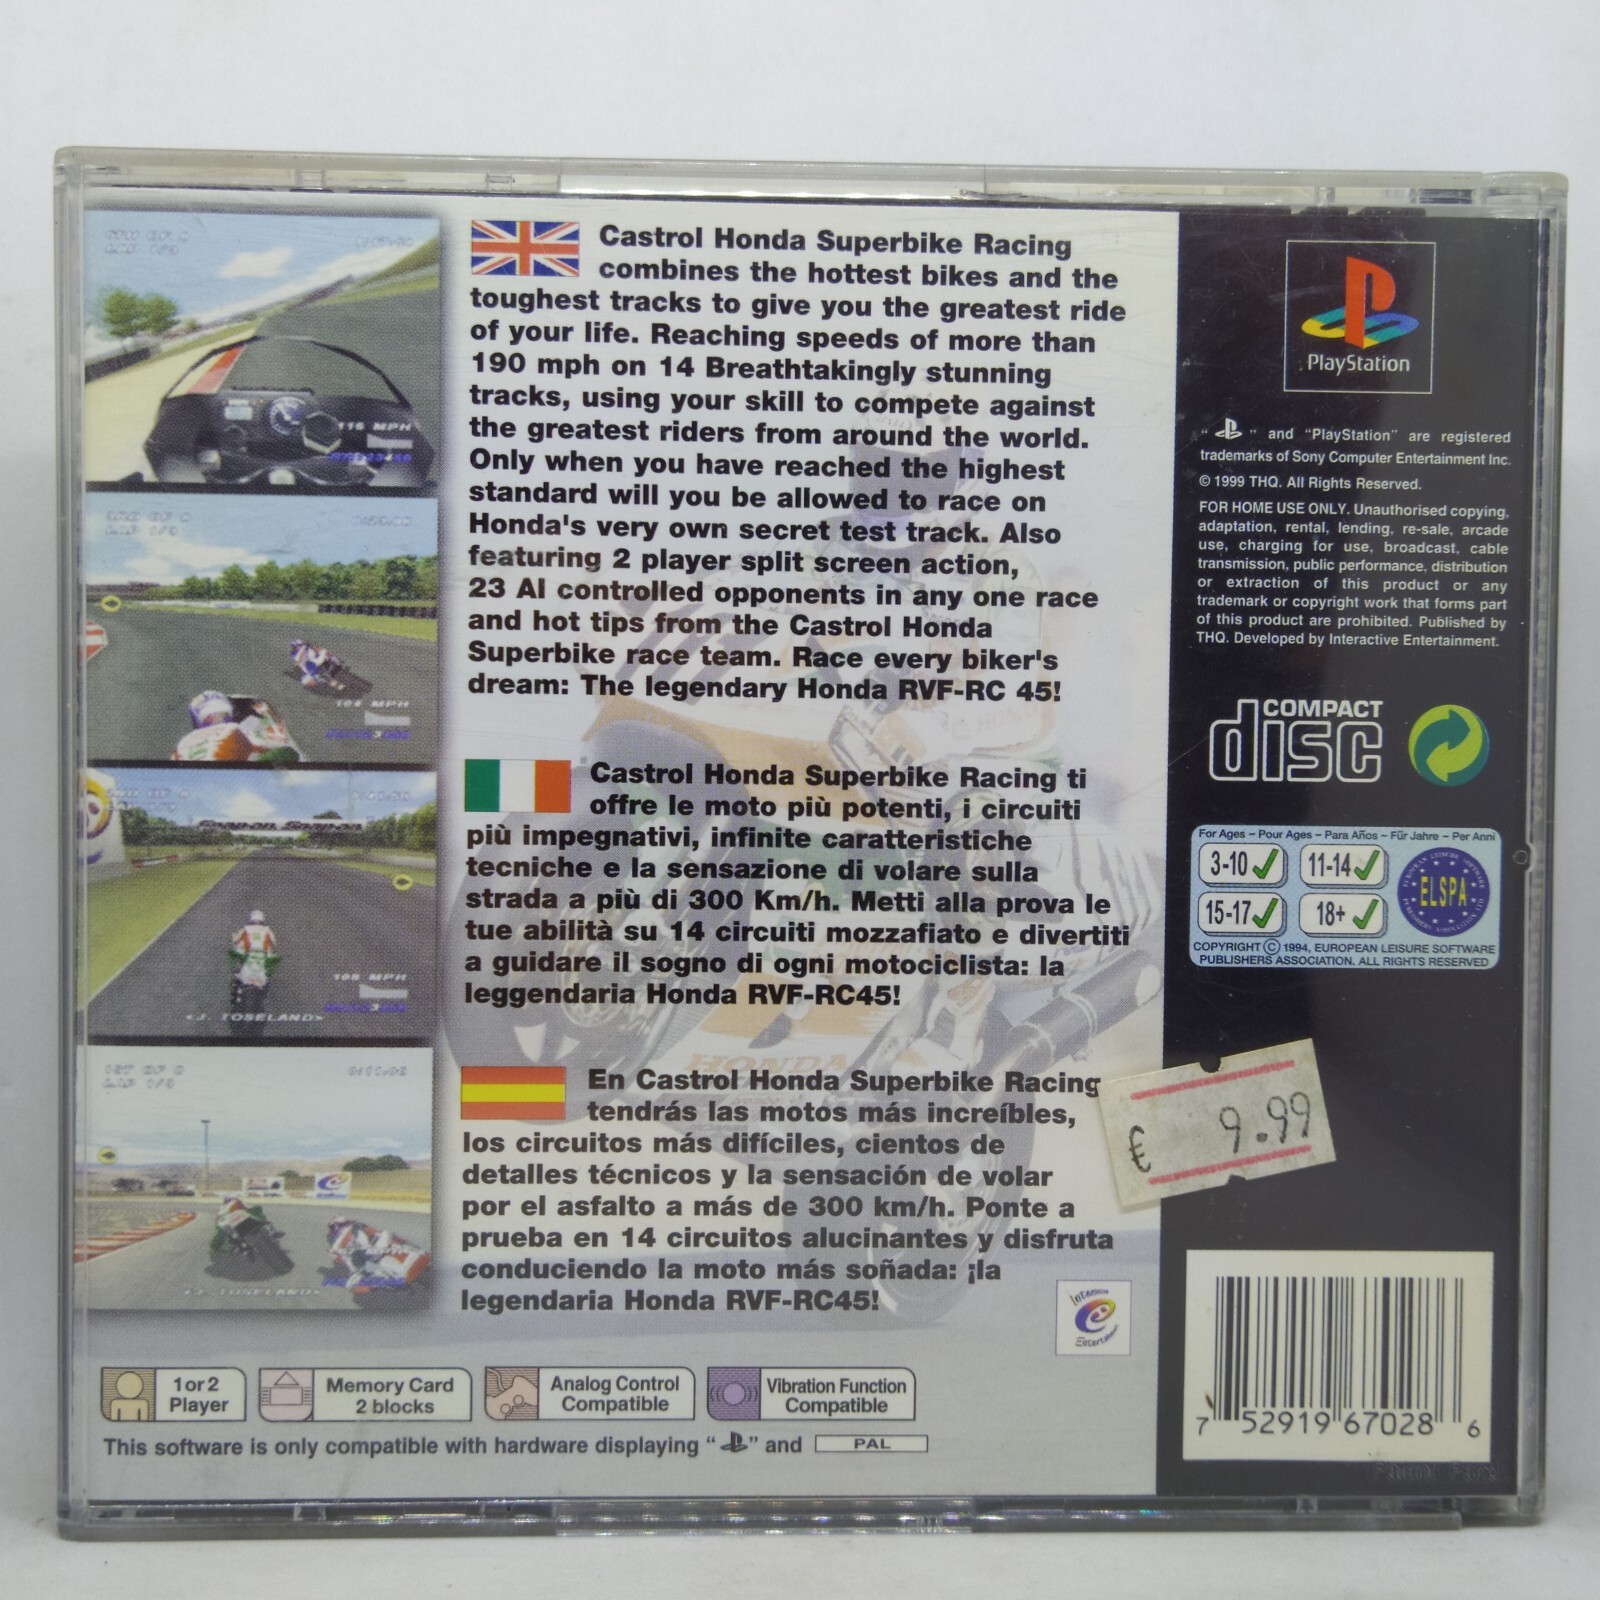 Castrol Honda Superbike Racing
combines the hottest bikes and the
toughest tracks to give you the greatest ride
of your life. Reaching speeds of more than
190 mph on 14 Breathtakingly stunning
tracks, using your skill to compete against
the greatest riders from around the world.
Only when you have reached the highest
standard will you be allowed to race on
Honda's very own secret test track. Also
featuring 2 player split screen action,
23 AI controlled opponents in any one race
and hot tips from the Castrol Honda
Superbike race team. Race every biker's
dream: The legendary Honda RVF-RC 45!
Castrol Honda Superbike Racing ti
offre le moto più potenti, i circuiti
più impegnativi, infinite caratteristiche
tecniche e la sensazione di volare sulla
strada a più di 300 Km/h. Metti alla prova le
tue abilità su 14 circuiti mozzafiato e divertiti
a guidare il sogno di ogni motociclista: la
leggendaria Honda RVF-RC45!
HONDA
En Castrol Honda Superbike Racing
tendrás las motos más increíbles,
los circuitos más difíciles, cientos de
detalles técnicos y la sensación de volar
por el asfalto a más de 300 km/h. Ponte a
prueba en 14 circuitos alucinantes y disfruta
conduciendo la moto más soñada: ¡la
legendaria Honda RVF-RC45!
116 MPH
104 MPH
105 MPH
<J. TOSELAND>
1ST OF 8
LAP 1/3
<J. TOSELAND>
Interactive
Entertainment
1 or 2
Player
Memory Card
2 blocks
Analog Control
Compatible
Vibration Function
Compatible
This software is only compatible with hardware displaying " " and PAL
PlayStation
" " and "PlayStation" are registered
trademarks of Sony Computer Entertainment Inc.
© 1999 THQ. All Rights Reserved.
FOR HOME USE ONLY. Unauthorised copying,
adaptation, rental, lending, re-sale, arcade
use, charging for use, broadcast, cable
transmission, public performance, distribution
or extraction of this product or any
trademark or copyright work that forms part
of this product are prohibited. Published by
THQ. Developed by Interactive Entertainment.
COMPACT
disc
For Ages – Pour Ages – Para Años – Für Jahre – Per Anni
3-10 11-14
15-17 18+
ELSPA
COPYRIGHT © 1994, EUROPEAN LEISURE SOFTWARE
PUBLISHERS ASSOCIATION. ALL RIGHTS RESERVED
€ 9.99
7 52919 67028 6